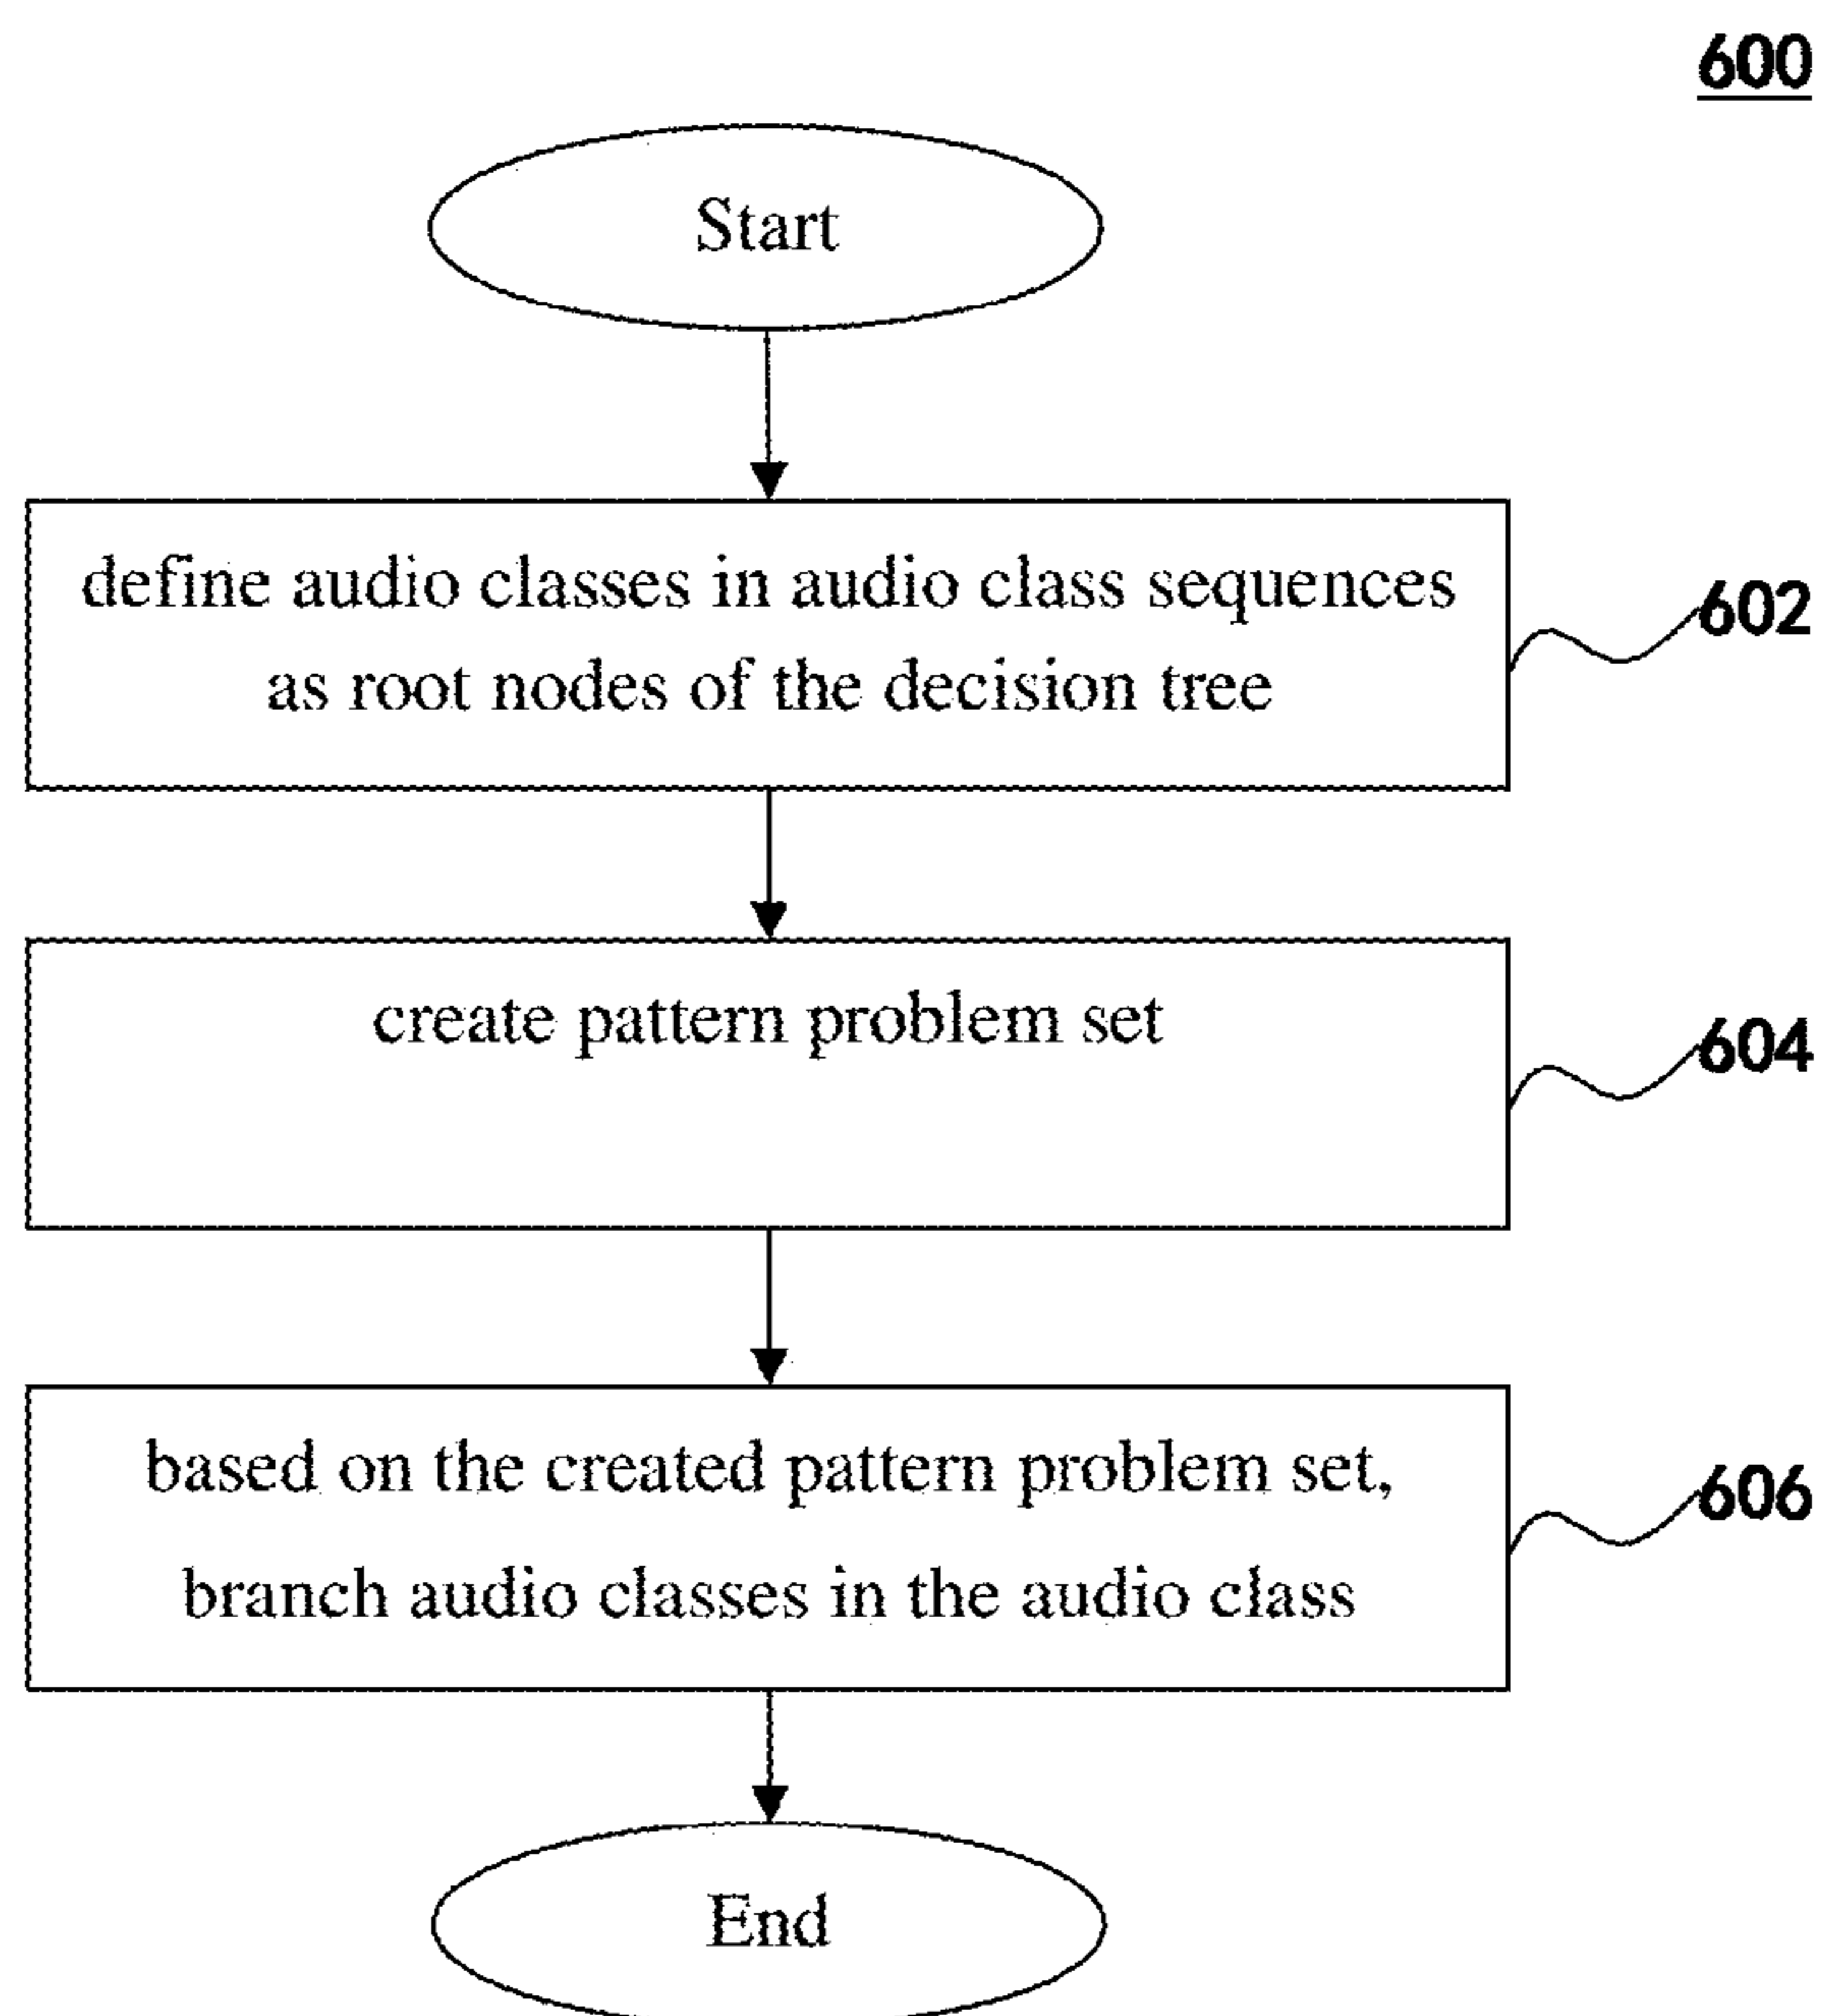 600
Start
define audio classes in audio class sequences
as root nodes of the decision tree
602
create pattern problem set
604
based on the created pattern problem set,
branch audio classes in the audio class
606
End